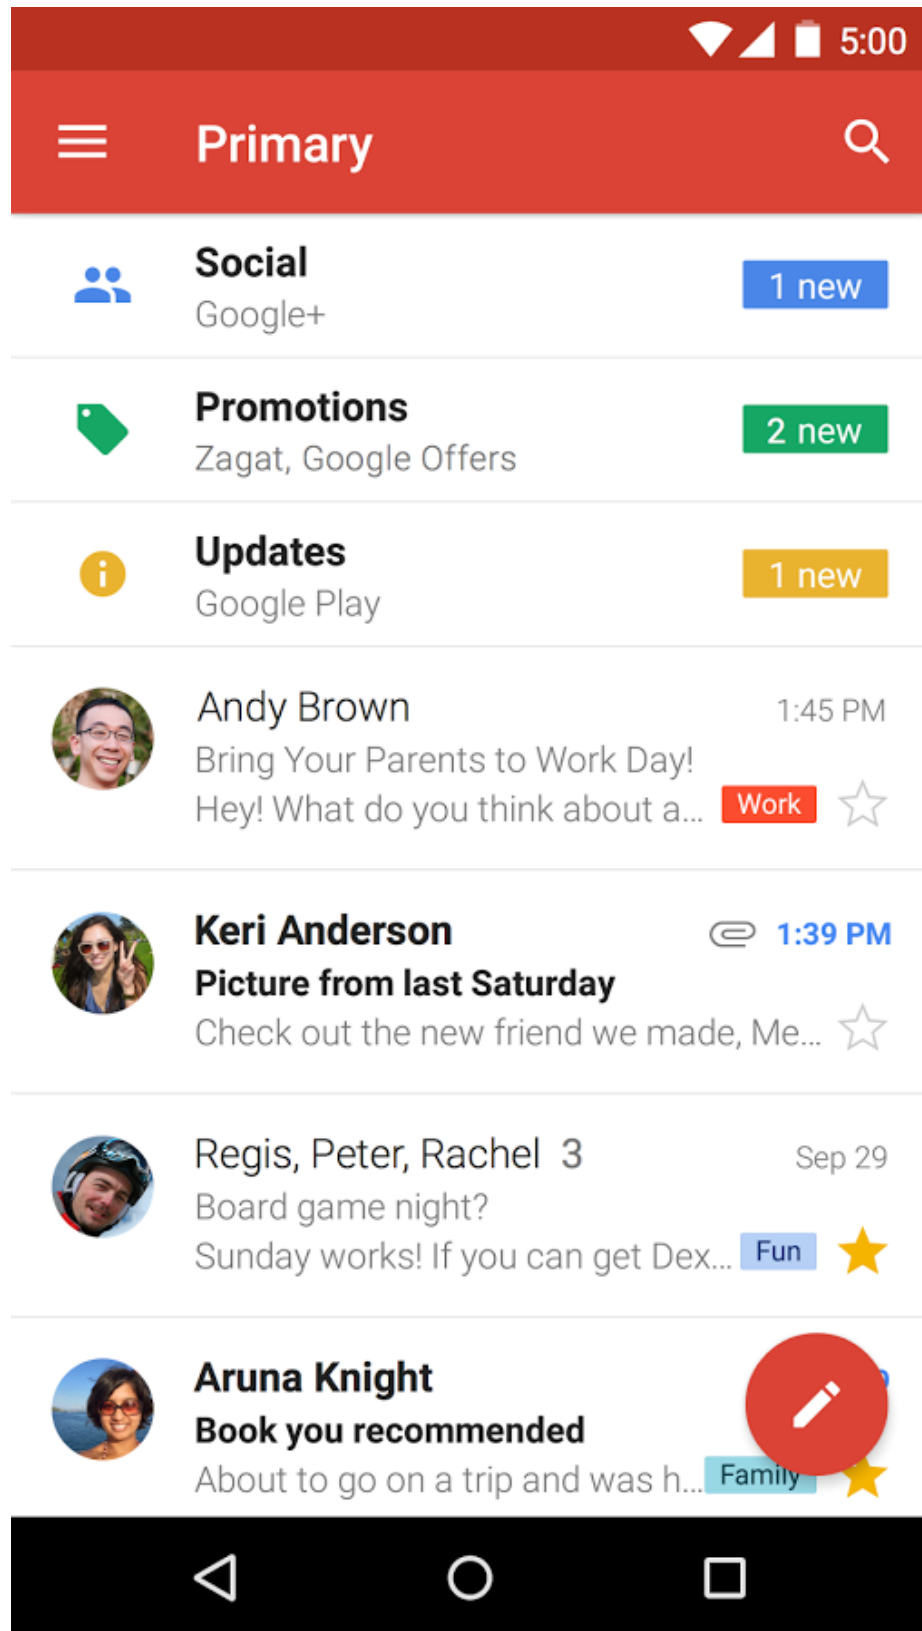 5:00
Primary
Social
1 new
Google+
Promotions
2 new
Zagat, Google Offers
Updates
1 new
Google Play
Andy Brown 1:45 PM
Bring Your Parents to Work Day!
Hey! What do you think about a... Work
Keri Anderson 1:39 PM
Picture from last Saturday
Check out the new friend we made, Me...
Regis, Peter, Rachel 3 Sep 29
Board game night?
Sunday works! If you can get Dex... Fun
Aruna Knight
Book you recommended
About to go on a trip and was h... Family